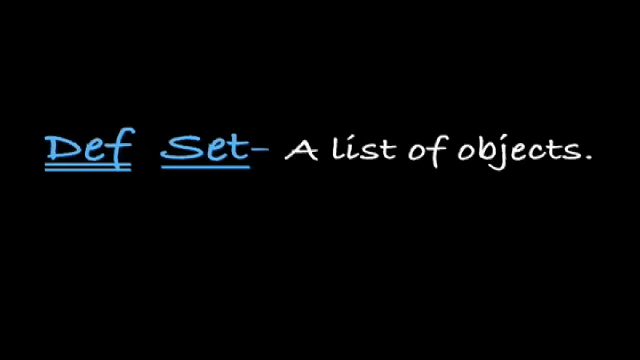 Def Set- A list of objects.